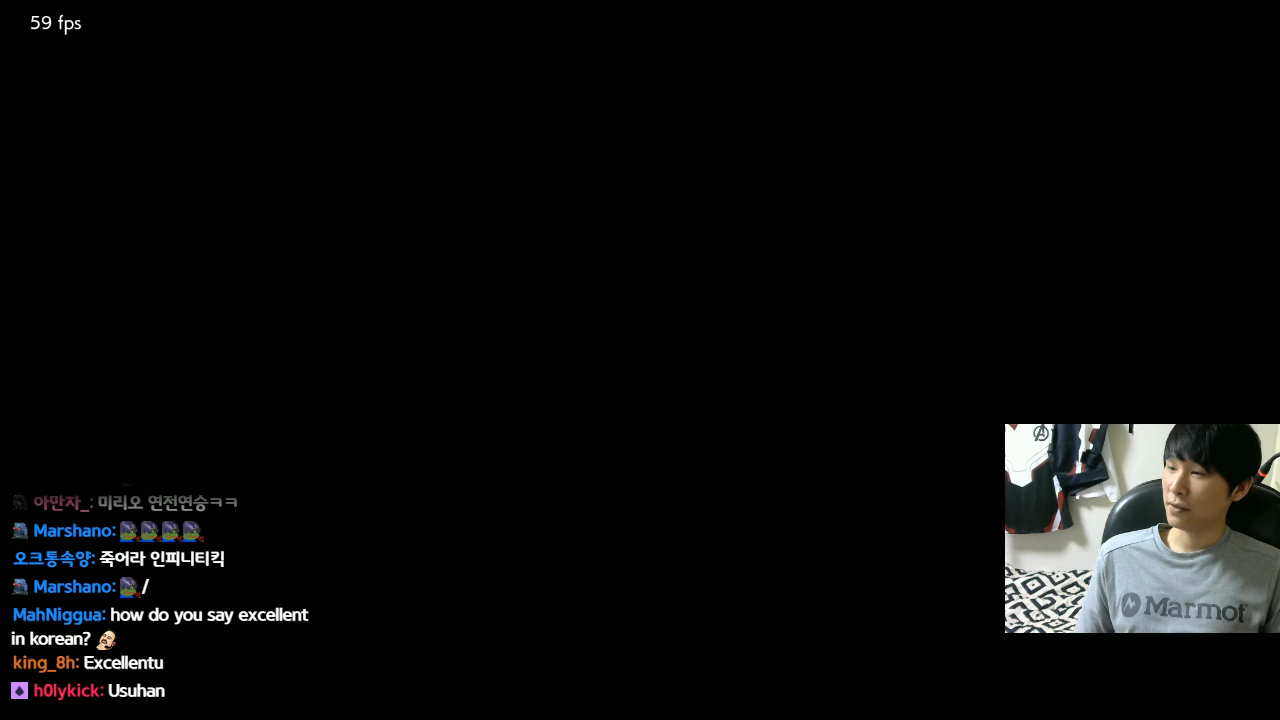 59 fps
아만자_: 미리오 연전연승ㅋㅋ
Marshano:
오크통속양: 죽어라 인피니티킥
Marshano: /
MahNiggua: how do you say excellent
in korean?
king_8h: Excellentu
h0lykick: Usuhan
Marmot